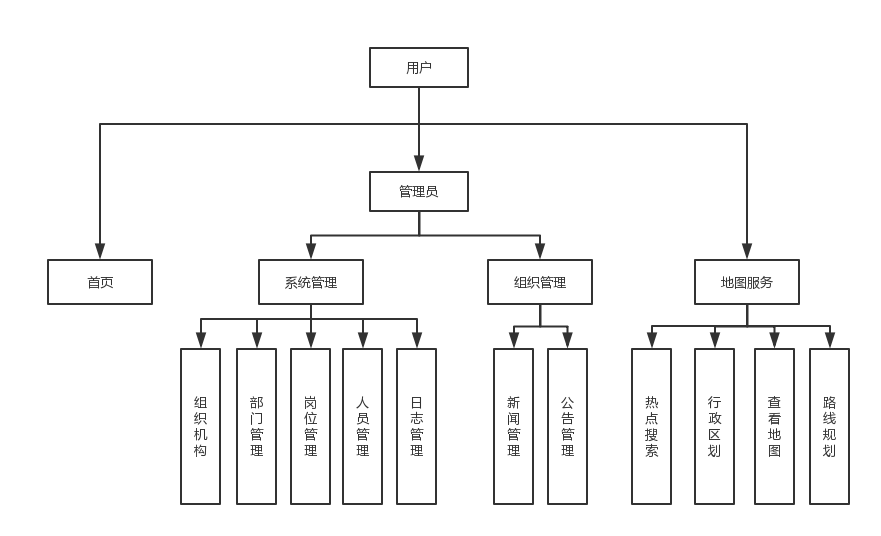 用户
管理员
首页
系统管理
组织管理
地图服务
组织机构
部门管理
岗位管理
人员管理
日志管理
新闻管理
公告管理
热点搜索
行政区划
查看地图
路线规划